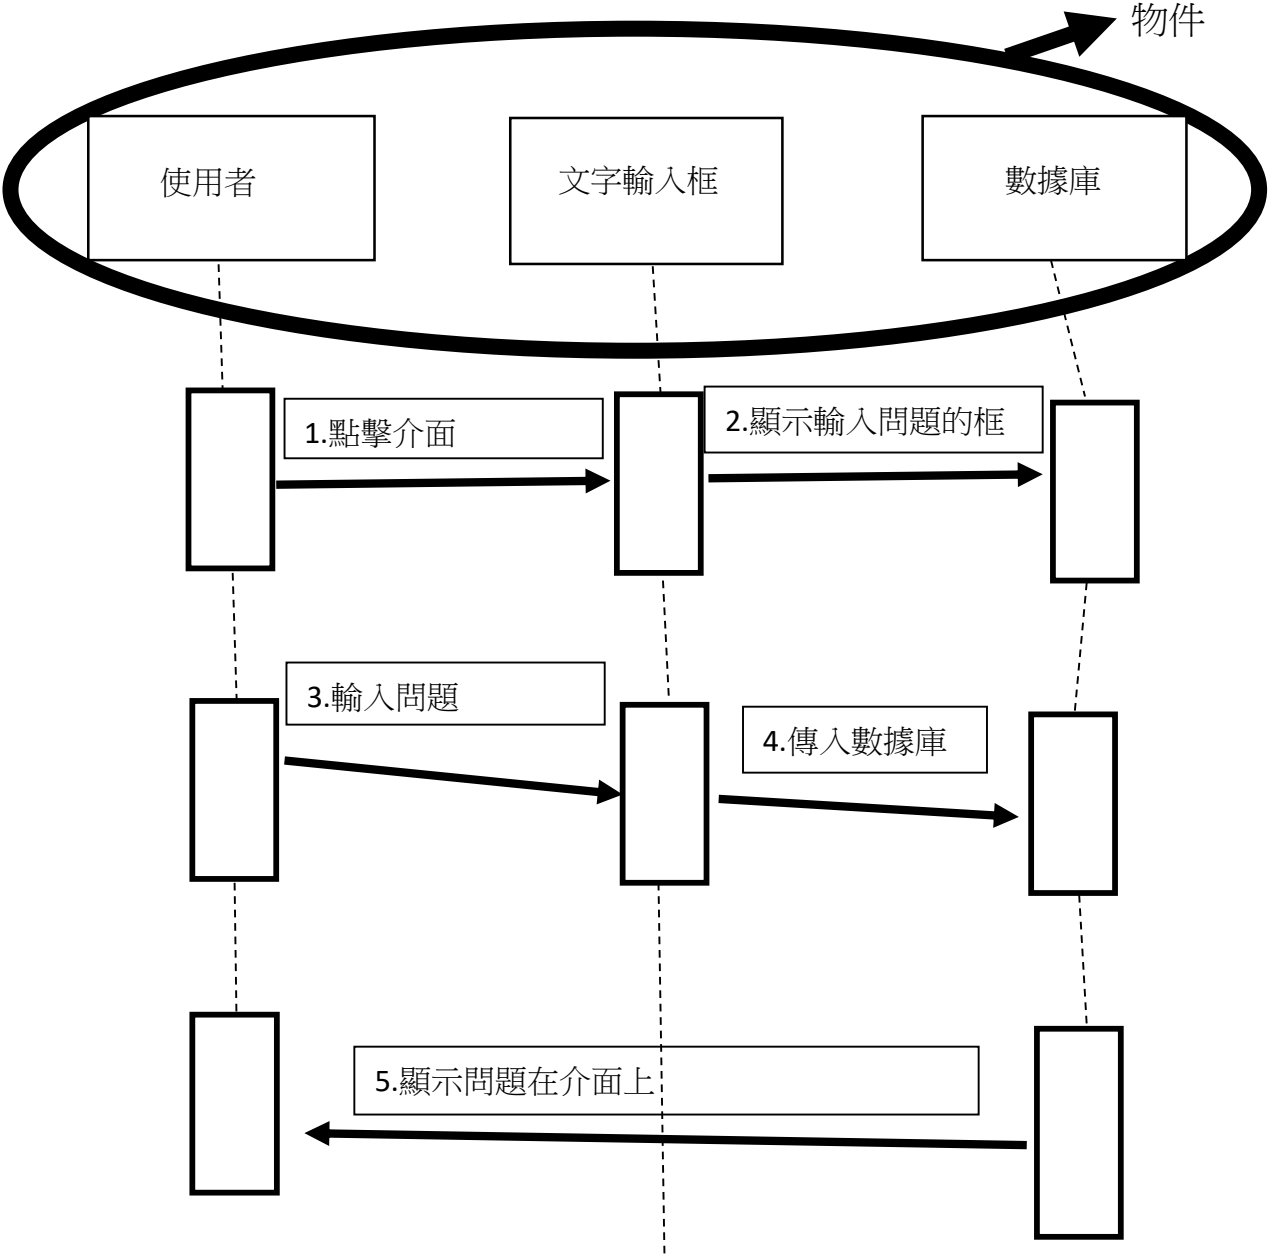 物件
使用者
文字輸入框
數據庫
1.點擊介面
2.顯示輸入問題的框
3.輸入問題
4.傳入數據庫
5.顯示問題在介面上